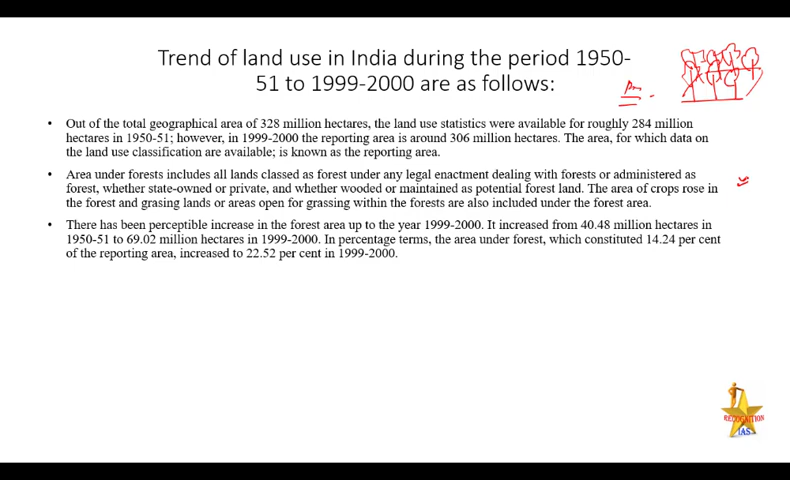 Trend of land use in India during the period 1950-
51 to 1999-2000 are as follows:
• Out of the total geographical area of 328 million hectares, the land use statistics were available for roughly 284 million
hectares in 1950-51; however, in 1999-2000 the reporting area is around 306 million hectares. The area, for which data on
the land use classification are available; is known as the reporting area.
• Area under forests includes all lands classed as forest under any legal enactment dealing with forests or administered as
forest, whether state-owned or private, and whether wooded or maintained as potential forest land. The area of crops rose in
the forest and grasing lands or areas open for grassing within the forests are also included under the forest area.
• There has been perceptible increase in the forest area up to the year 1999-2000. It increased from 40.48 million hectares in
1950-51 to 69.02 million hectares in 1999-2000. In percentage terms, the area under forest, which constituted 14.24 per cent
of the reporting area, increased to 22.52 per cent in 1999-2000.
RECOGNITION
IAS